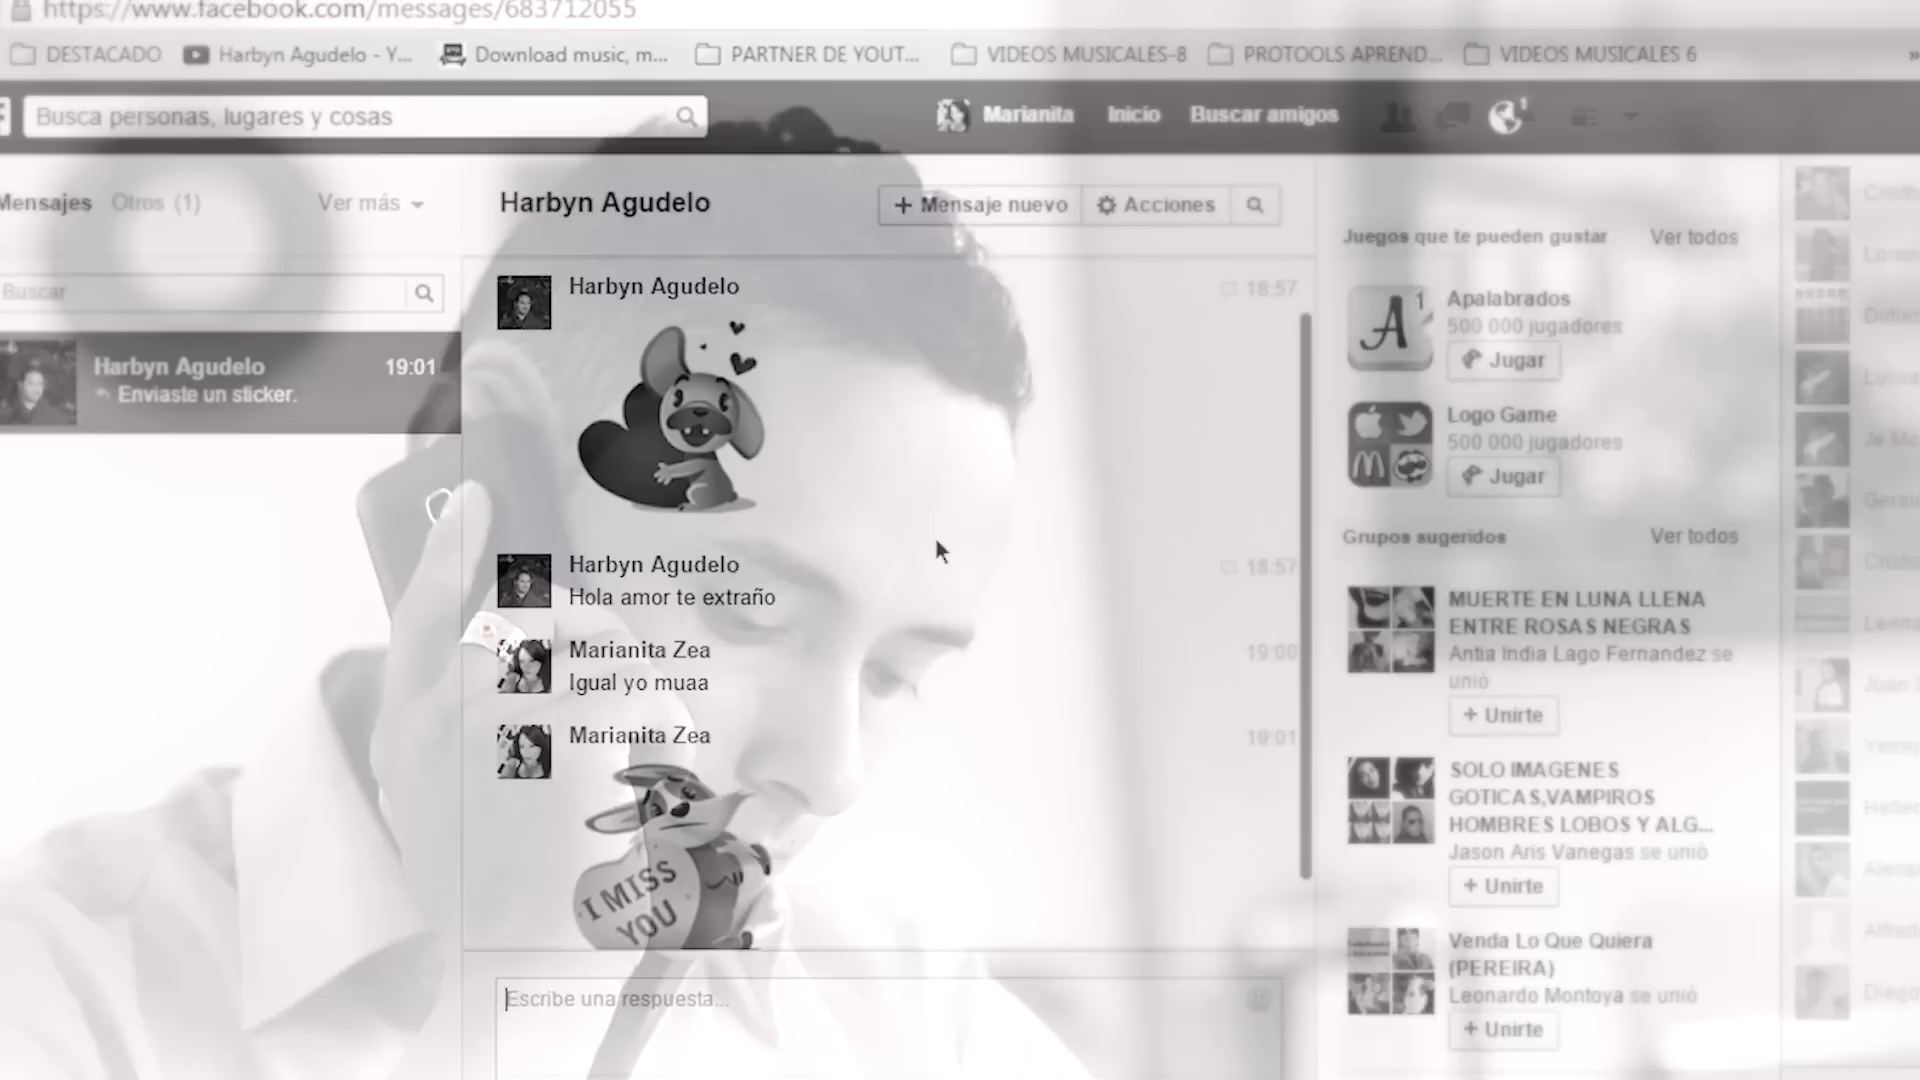 https://www.facebook.com/messages/683712055
DESTACADO
Harbyn Agudelo - Y...
Download music, m...
PARTNER DE YOUT...
VIDEOS MUSICALES-8
PROTOOLS APREND...
VIDEOS MUSICALES 6
»
Busca personas, lugares y cosas
Marianita
Inicio
Buscar amigos
1
Mensajes
Otros (1)
Ver más
Harbyn Agudelo
+ Mensaje nuevo
Acciones
Buscar
Harbyn Agudelo
19:01
Enviaste un sticker.
Harbyn Agudelo
18:57
Harbyn Agudelo
18:57
Hola amor te extraño
Marianita Zea
19:00
Igual yo muaa
Marianita Zea
19:01
I MISS
YOU
Escribe una respuesta...
Juegos que te pueden gustar
Ver todos
A 1
Apalabrados
500 000 jugadores
Jugar
Logo Game
500 000 jugadores
Jugar
Grupos sugeridos
Ver todos
MUERTE EN LUNA LLENA
ENTRE ROSAS NEGRAS
Antia India Lago Fernandez se
unió
+ Unirte
SOLO IMAGENES
GOTICAS,VAMPIROS
HOMBRES LOBOS Y ALG...
Jason Aris Vanegas se unió
+ Unirte
Venda Lo Que Quiera
(PEREIRA)
Leonardo Montoya se unió
+ Unirte